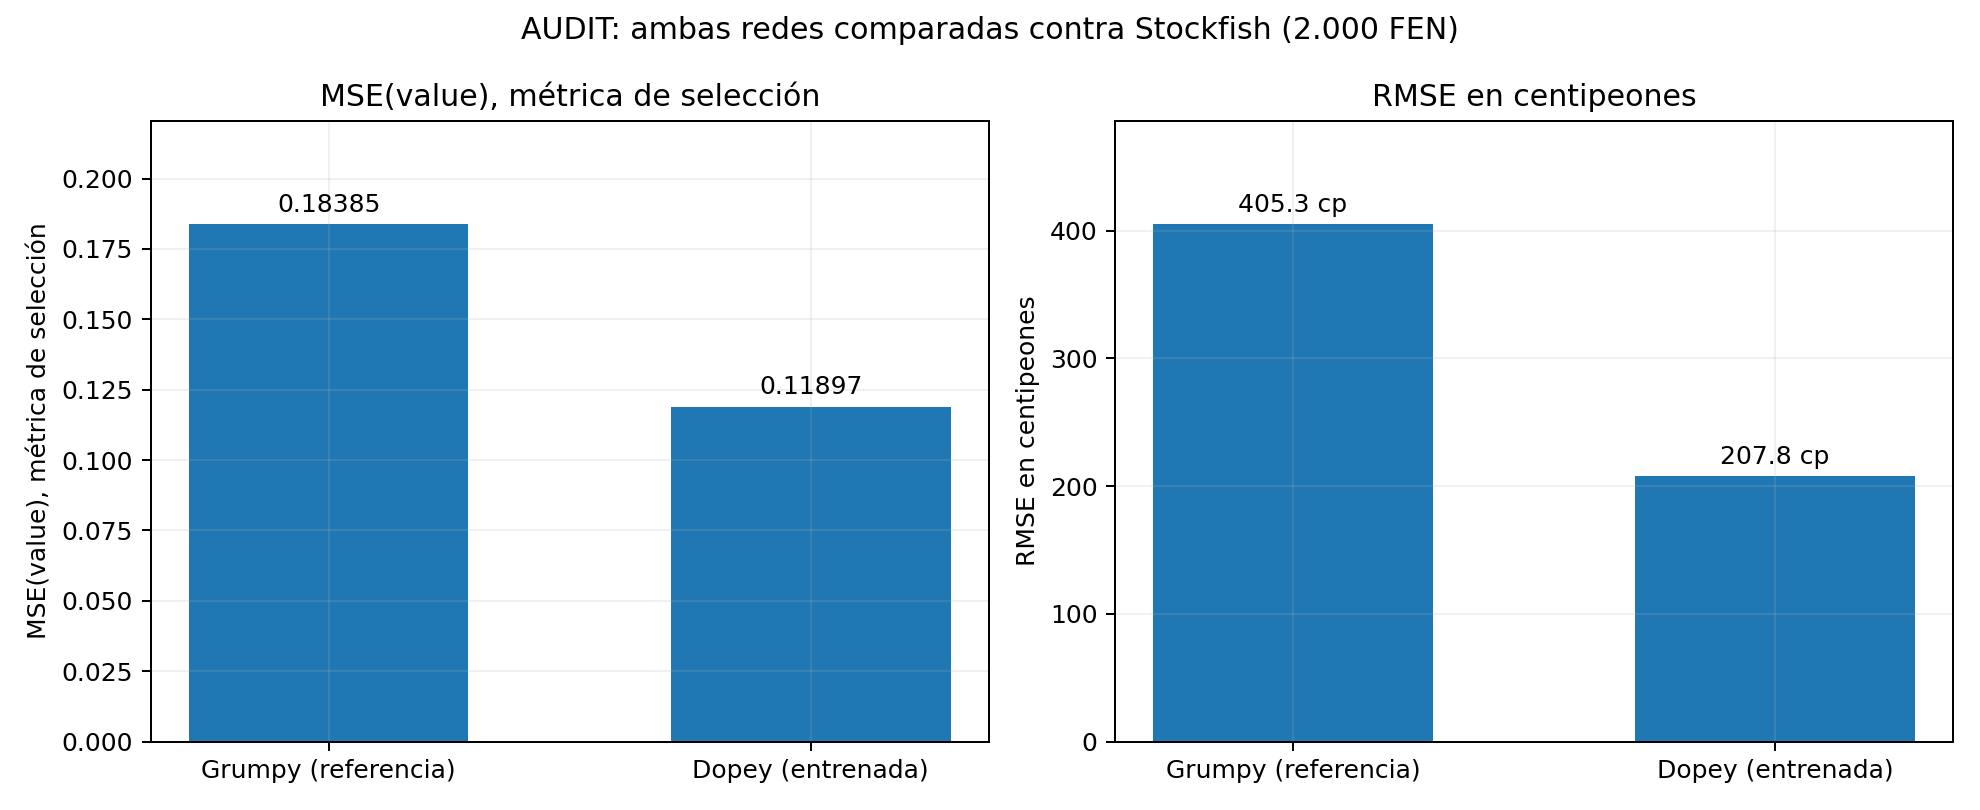 AUDIT: ambas redes comparadas contra Stockfish (2.000 FEN)
MSE(value), métrica de selección
MSE(value), métrica de selección
0.200
0.175
0.150
0.125
0.100
0.075
0.050
0.025
0.000
0.18385
0.11897
Grumpy (referencia)
Dopey (entrenada)
RMSE en centipeones
RMSE en centipeones
400
300
200
100
0
405.3 cp
207.8 cp
Grumpy (referencia)
Dopey (entrenada)